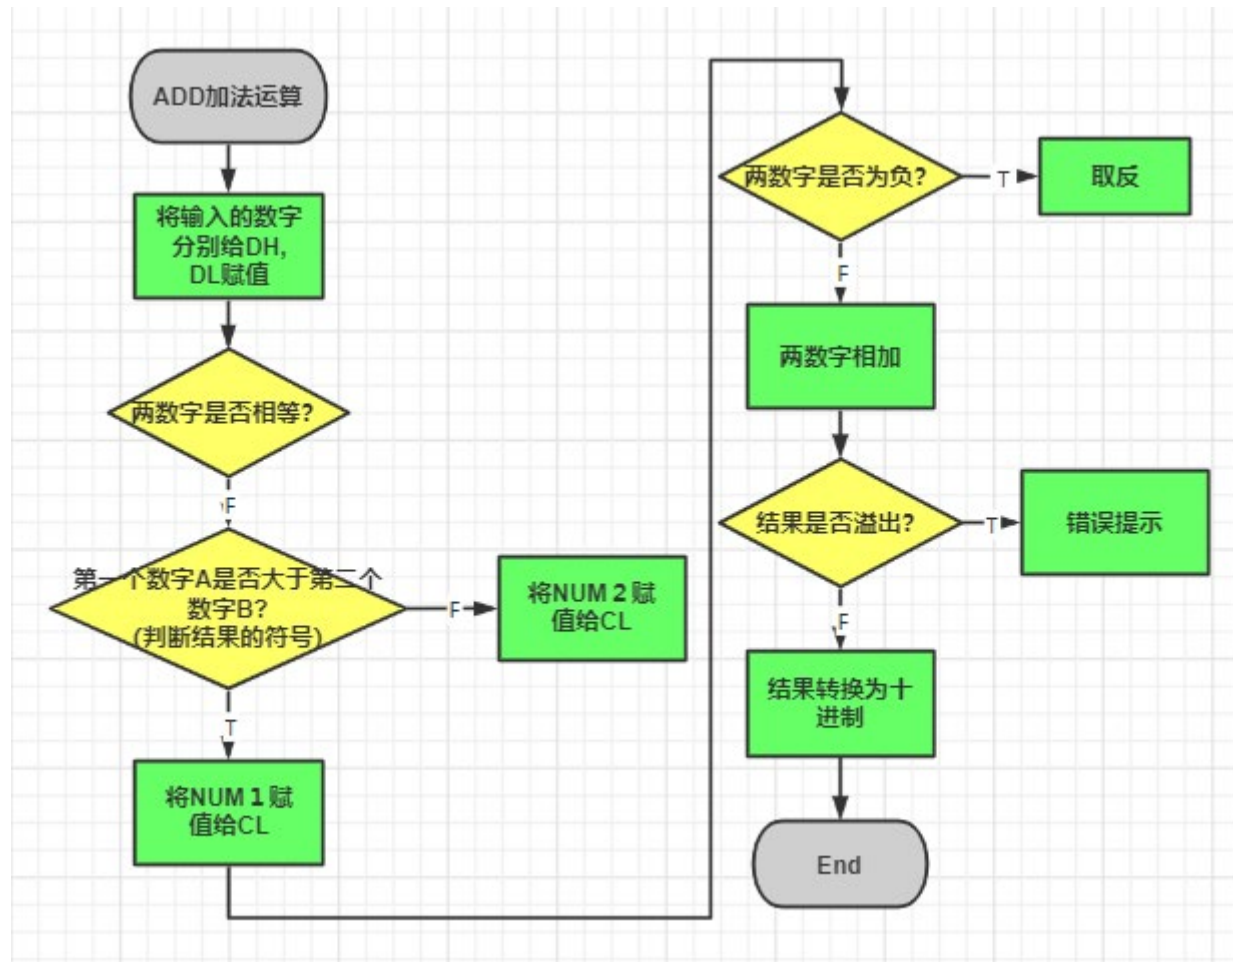 ADD加法运算
将输入的数字
分别给DH,
DL赋值
两数字是否相等?
F
第一个数字A是否大于第二个
数字B?
(判断结果的符号)
F
将NUM 2 赋
值给CL
T
将NUM 1 赋
值给CL
两数字是否为负?
T
取反
F
两数字相加
结果是否溢出?
T
错误提示
F
结果转换为十
进制
End